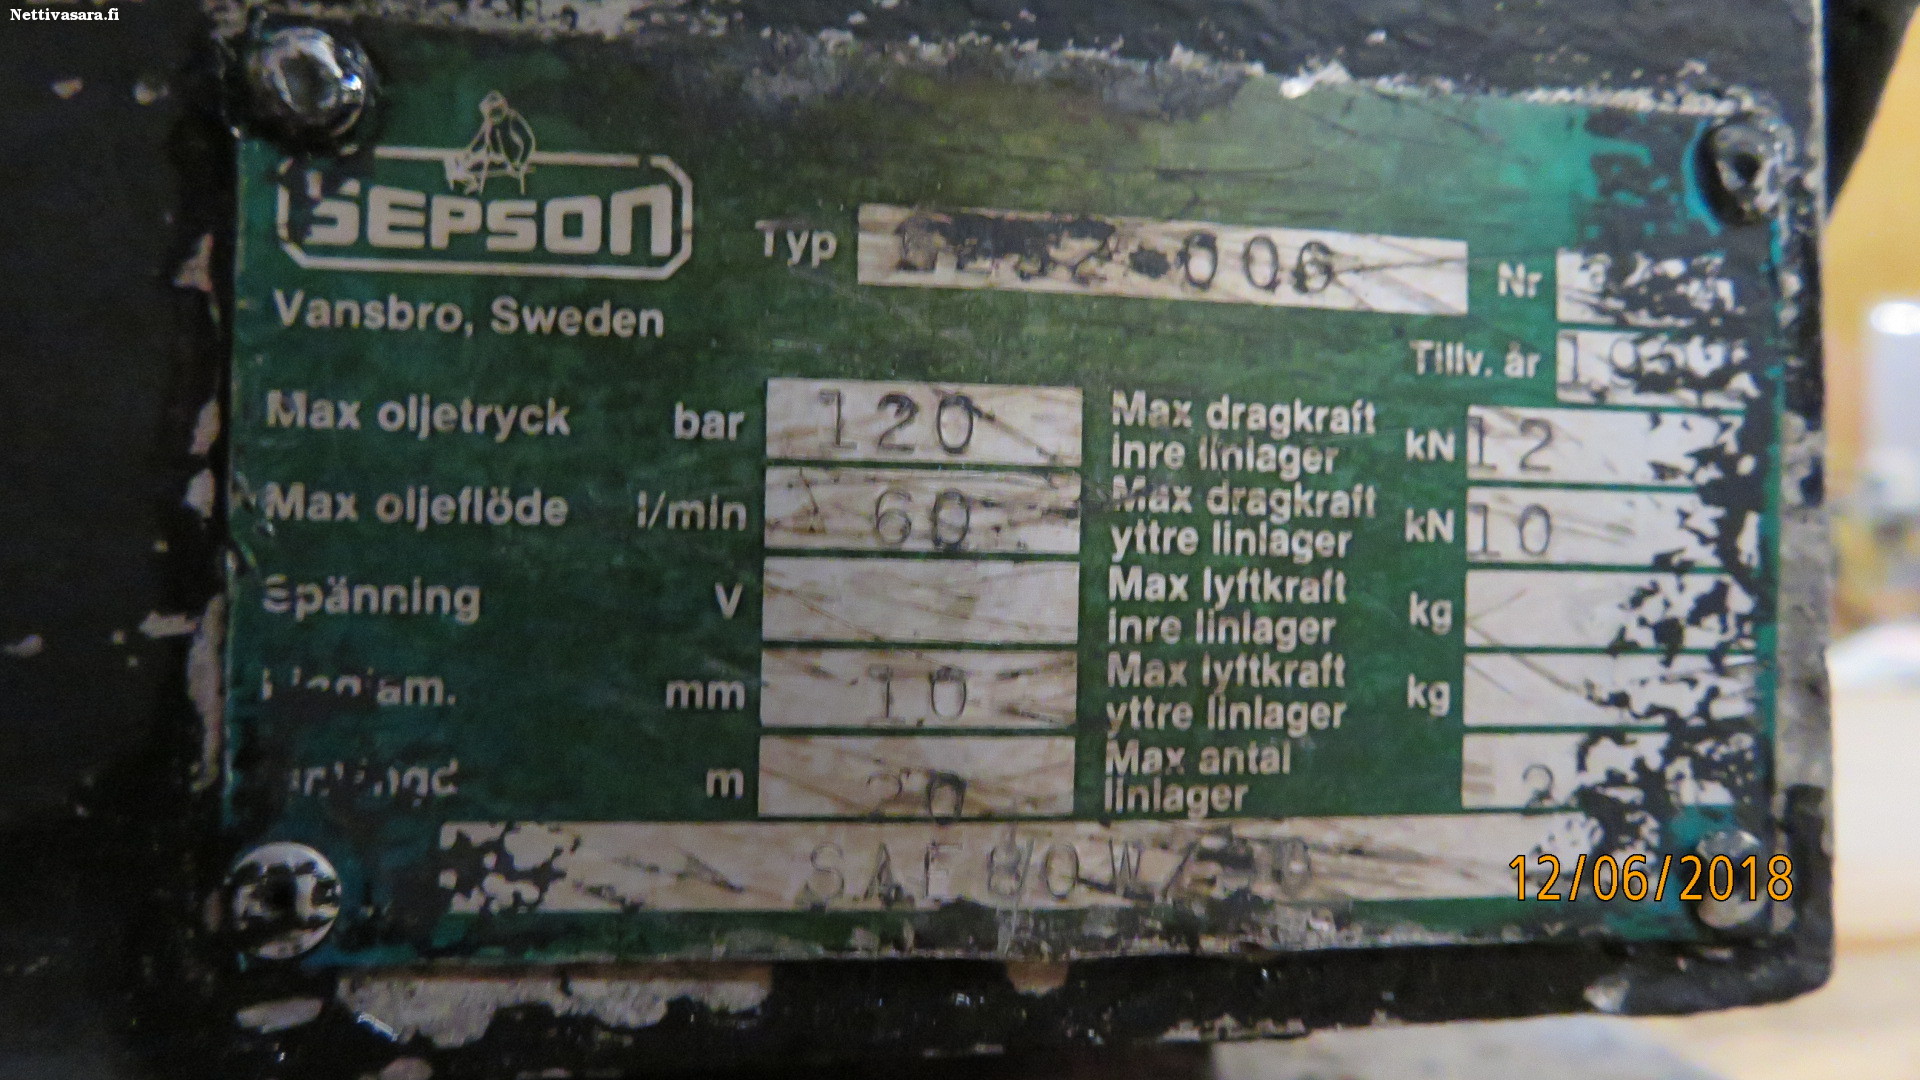 Nettivasara.fi
SEPSON
Typ
Nr
Vansbro, Sweden
Tillv. år
Max oljetryck bar 120
Max dragkraft
inre linlager kN 12
Max oljeflöde l/min 60
Max dragkraft
yttre linlager kN 10
Spänning V
Max lyftkraft
inre linlager kg
mm 10
Max lyftkraft
yttre linlager kg
m 20
Max antal
linlager 2
12/06/2018